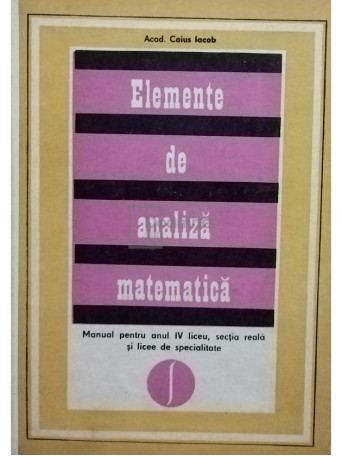 Acad. Caius Iacob
Elemente
de
analiză
matematică
Manual pentru anul IV liceu, secția reală
și licee de specialitate
∫